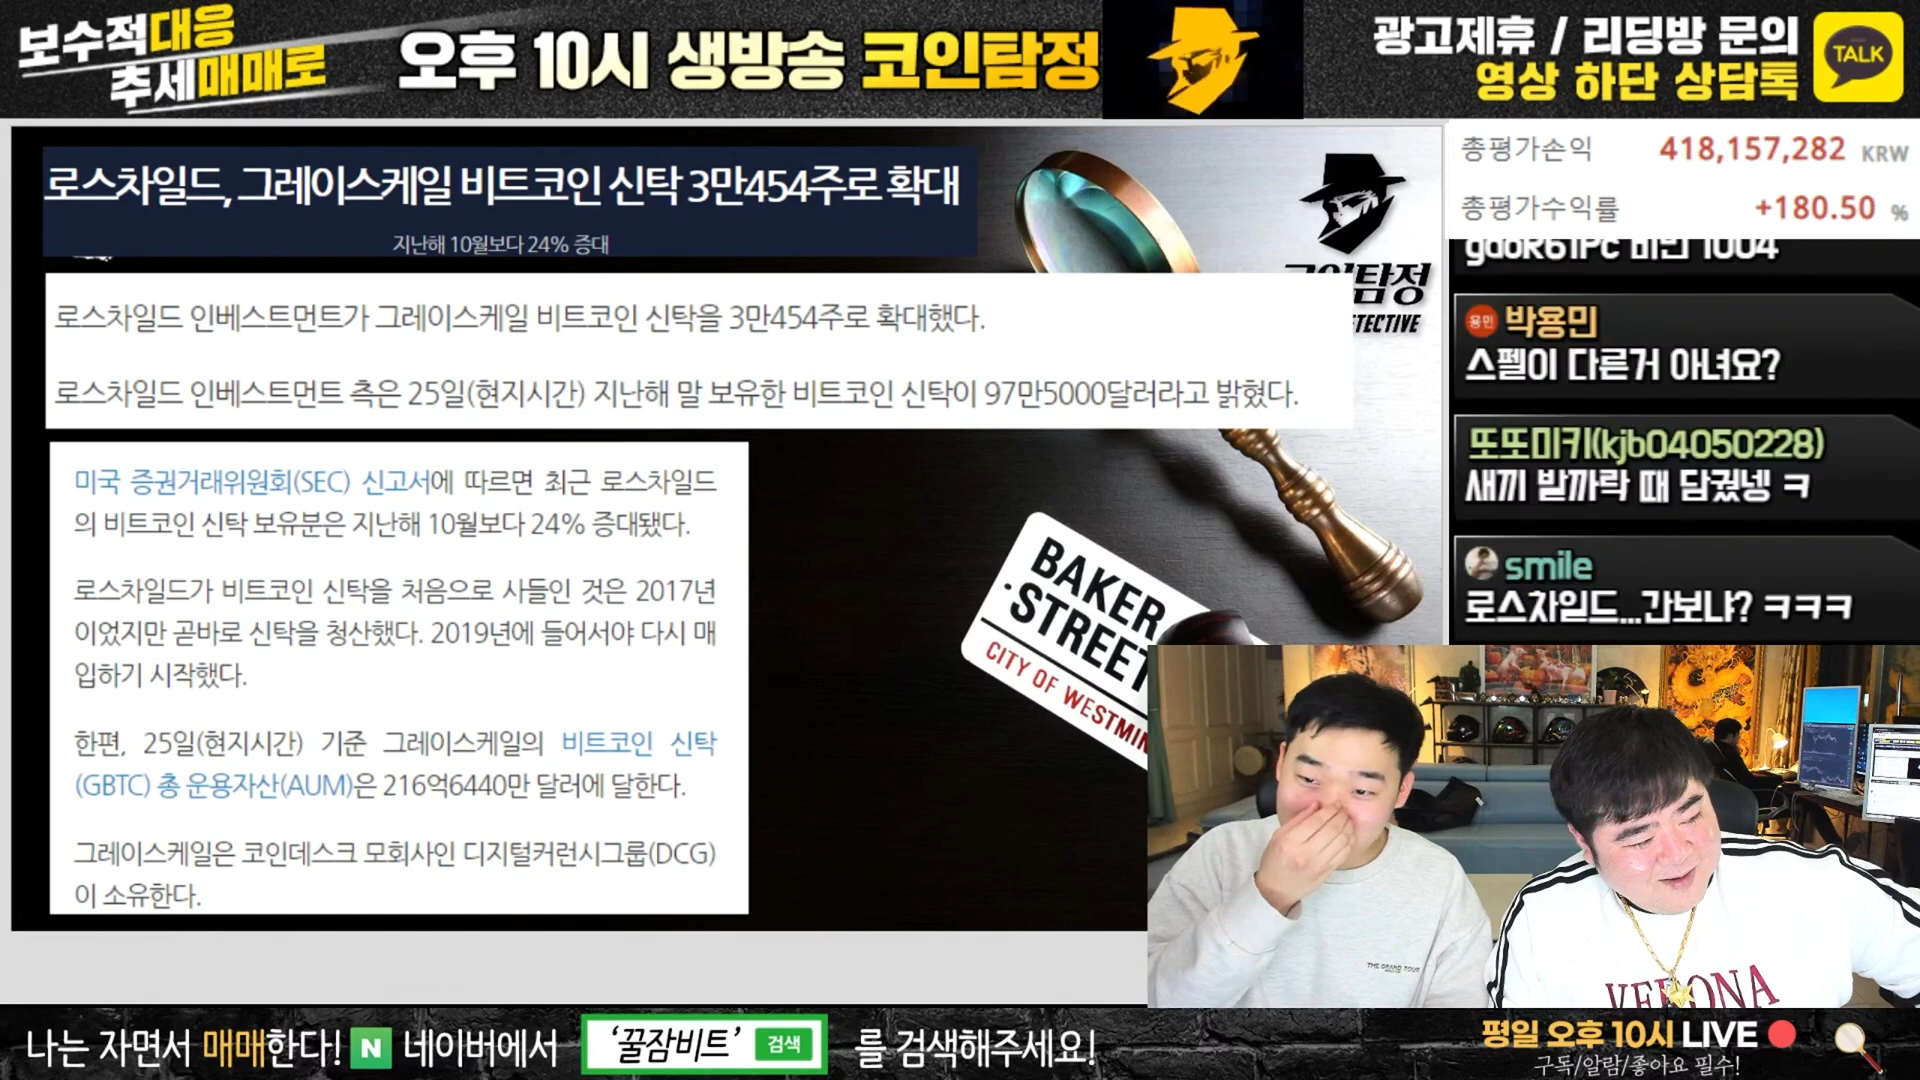 보수적대응
추세매매로
오후 10시 생방송 코인탐정
광고제휴 / 리딩방 문의
영상 하단 상담톡
TALK
로스차일드, 그레이스케일 비트코인 신탁 3만454주로 확대
지난해 10월보다 24% 증대
로스차일드 인베스트먼트가 그레이스케일 비트코인 신탁을 3만454주로 확대했다.
로스차일드 인베스트먼트 측은 25일(현지시간) 지난해 말 보유한 비트코인 신탁이 97만5000달러라고 밝혔다.
미국 증권거래위원회(SEC) 신고서에 따르면 최근 로스차일드
의 비트코인 신탁 보유분은 지난해 10월보다 24% 증대됐다.
로스차일드가 비트코인 신탁을 처음으로 사들인 것은 2017년
이었지만 곧바로 신탁을 청산했다. 2019년에 들어서야 다시 매
입하기 시작했다.
한편, 25일(현지시간) 기준 그레이스케일의 비트코인 신탁
(GBTC) 총 운용자산(AUM)은 216억6440만 달러에 달한다.
그레이스케일은 코인데스크 모회사인 디지털커런시그룹(DCG)
이 소유한다.
탐정
TECTIVE
BAKER
STREET
CITY OF WESTMIN
총평가손익 418,157,282 KRW
총평가수익률 +180.50 %
gaoR61Pc 비번 1004
용민 박용민
스펠이 다른거 아녀요?
또또미키(kjb04050228)
새끼 발까락 때 담궜넹 ㅋ
smile
로스차일드...간보냐? ㅋㅋㅋ
THE GRAND TOUR
VERONA
나는 자면서 매매한다! N 네이버에서 '꿀잠비트' 검색 를 검색해주세요!
평일 오후 10시 LIVE
구독/알람/좋아요 필수!